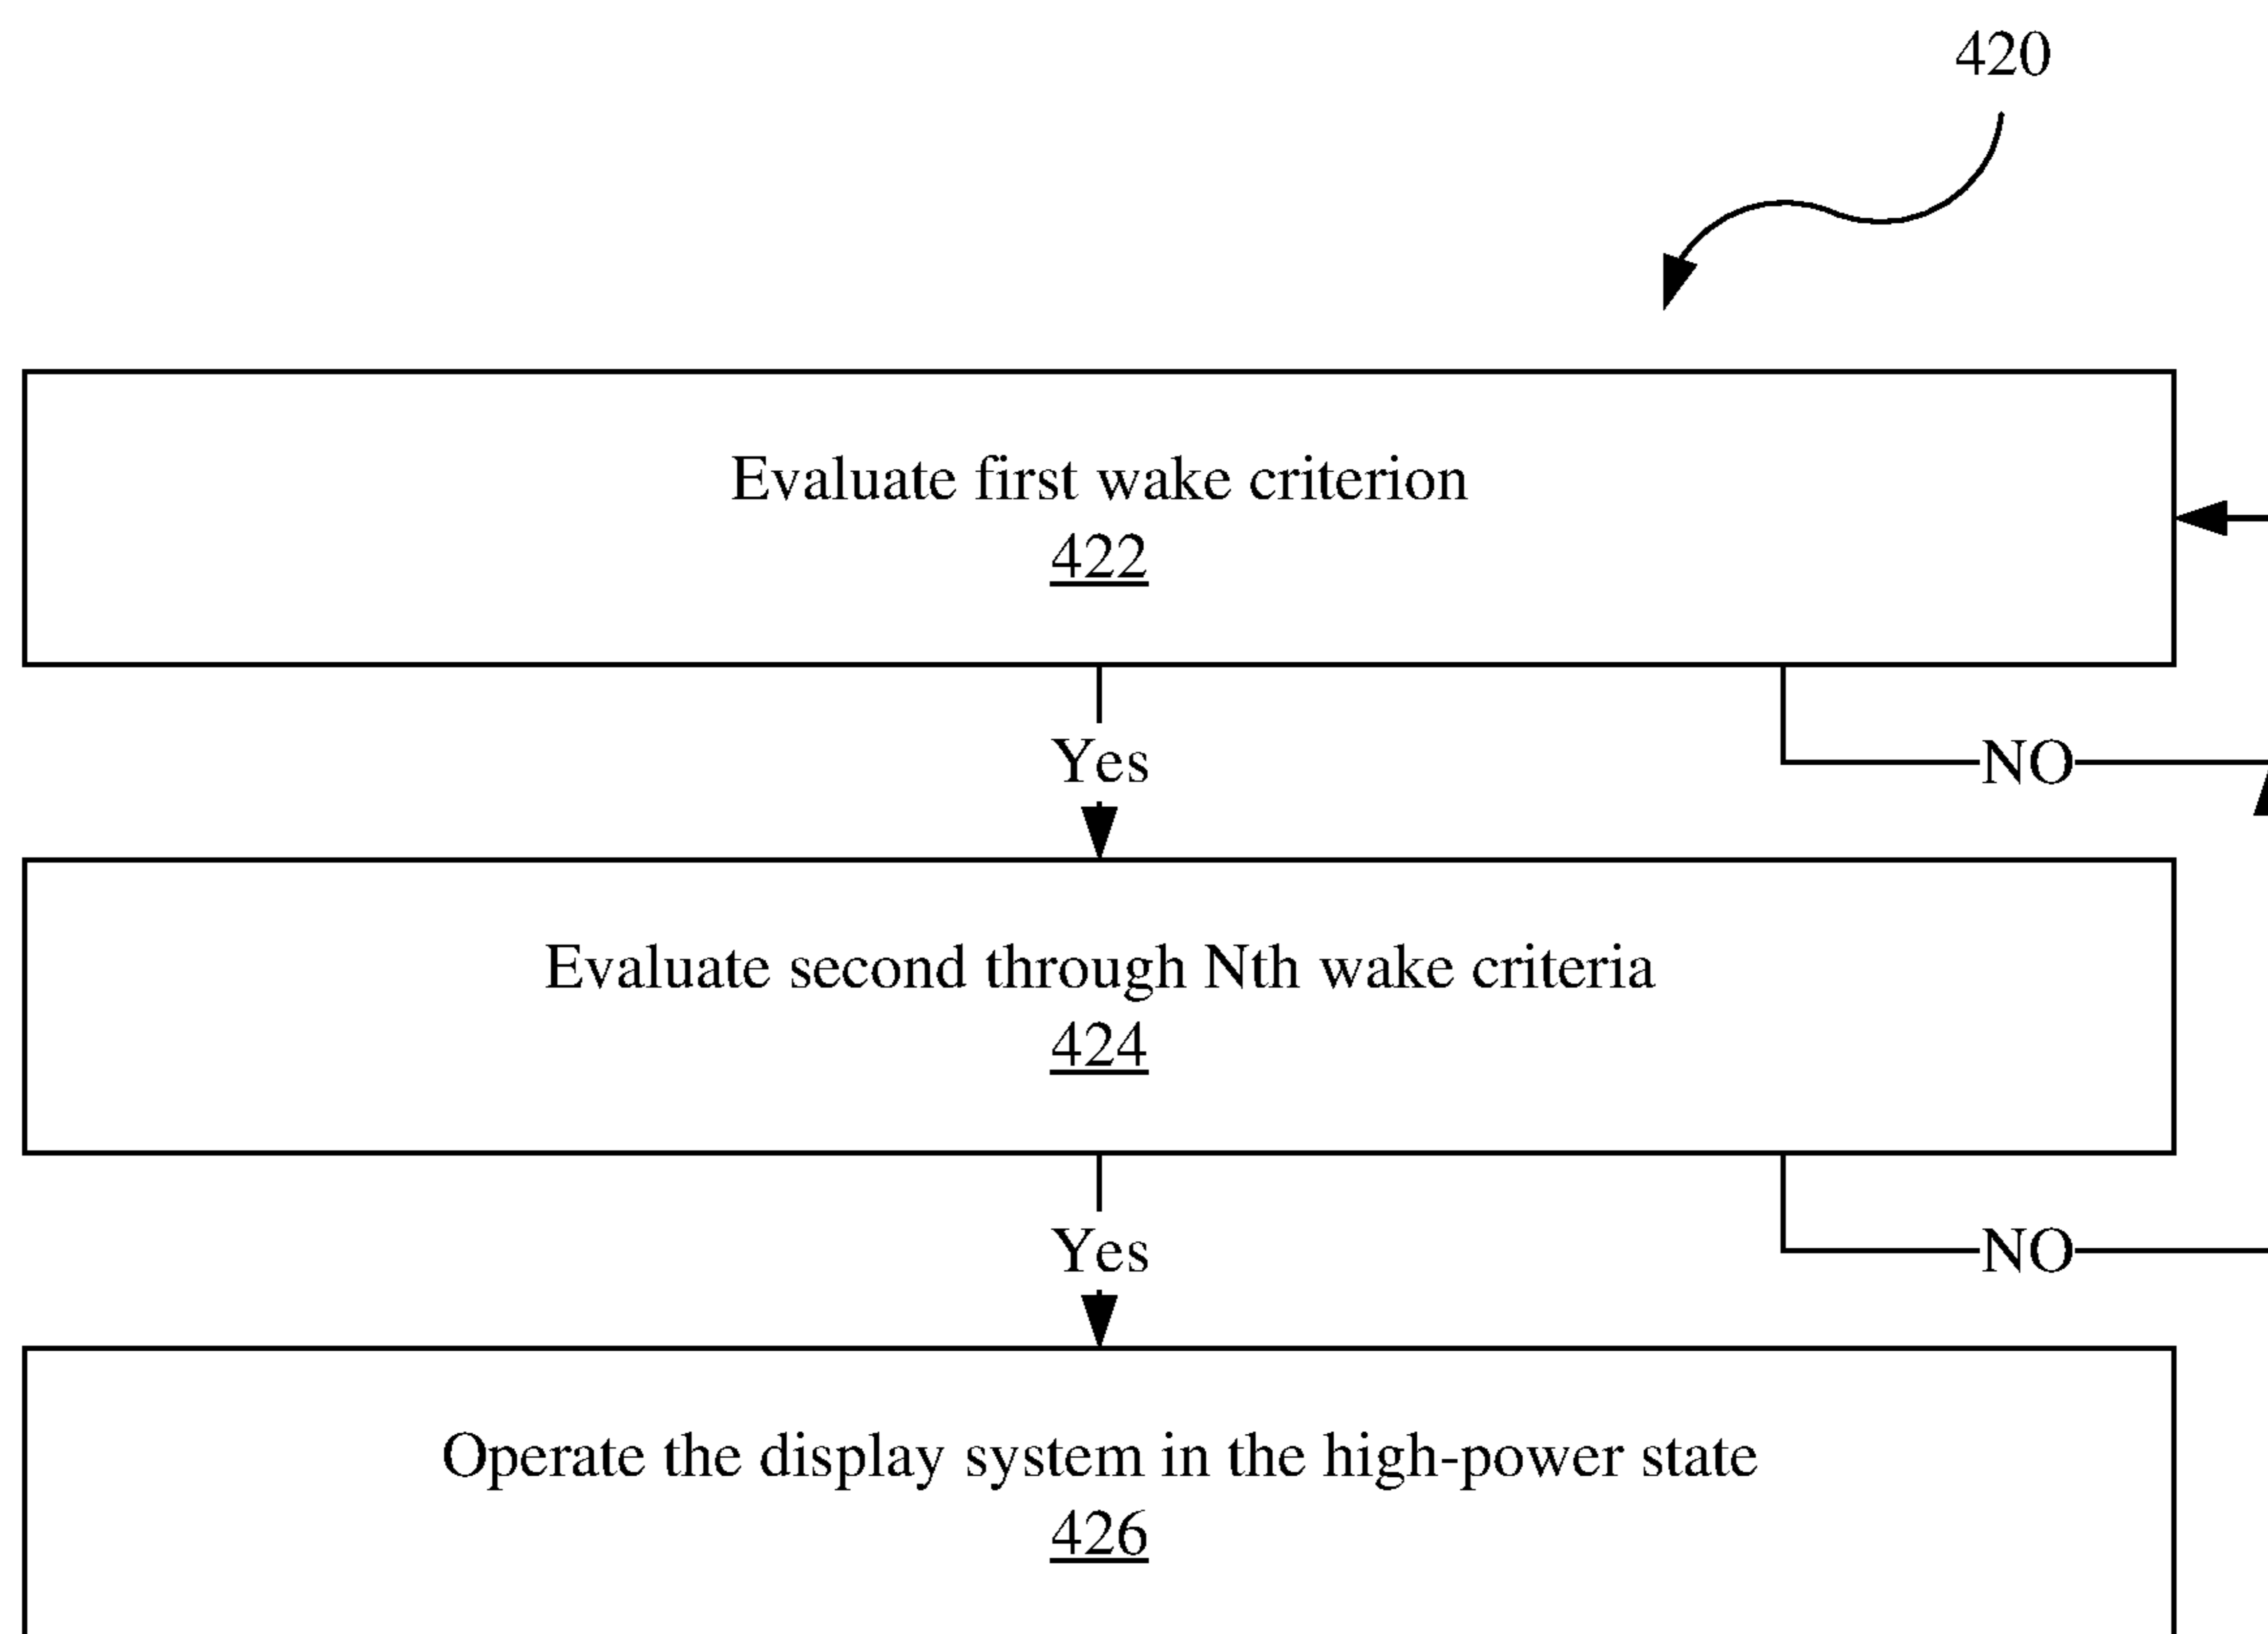 420
Evaluate first wake criterion
422
Yes
NO
Evaluate second through Nth wake criteria
424
Yes
NO
Operate the display system in the high-power state
426